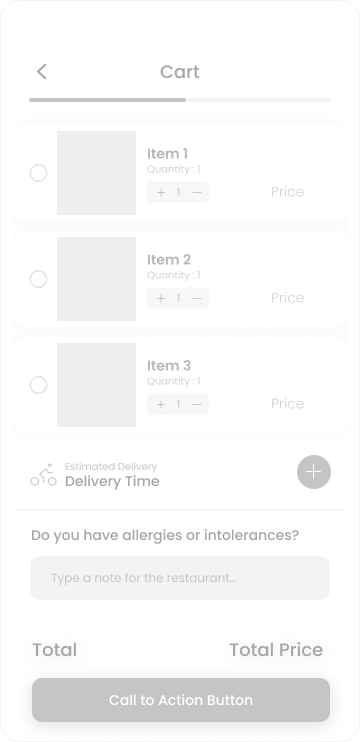 Cart
Item 1
Quantity : 1
+ 1 −
Price
Item 2
Quantity : 1
+ 1 −
Price
Item 3
Quantity : 1
+ 1 −
Price
Estimated Delivery
Delivery Time
Do you have allergies or intolerances?
Type a note for the restaurant...
Total Total Price
Call to Action Button